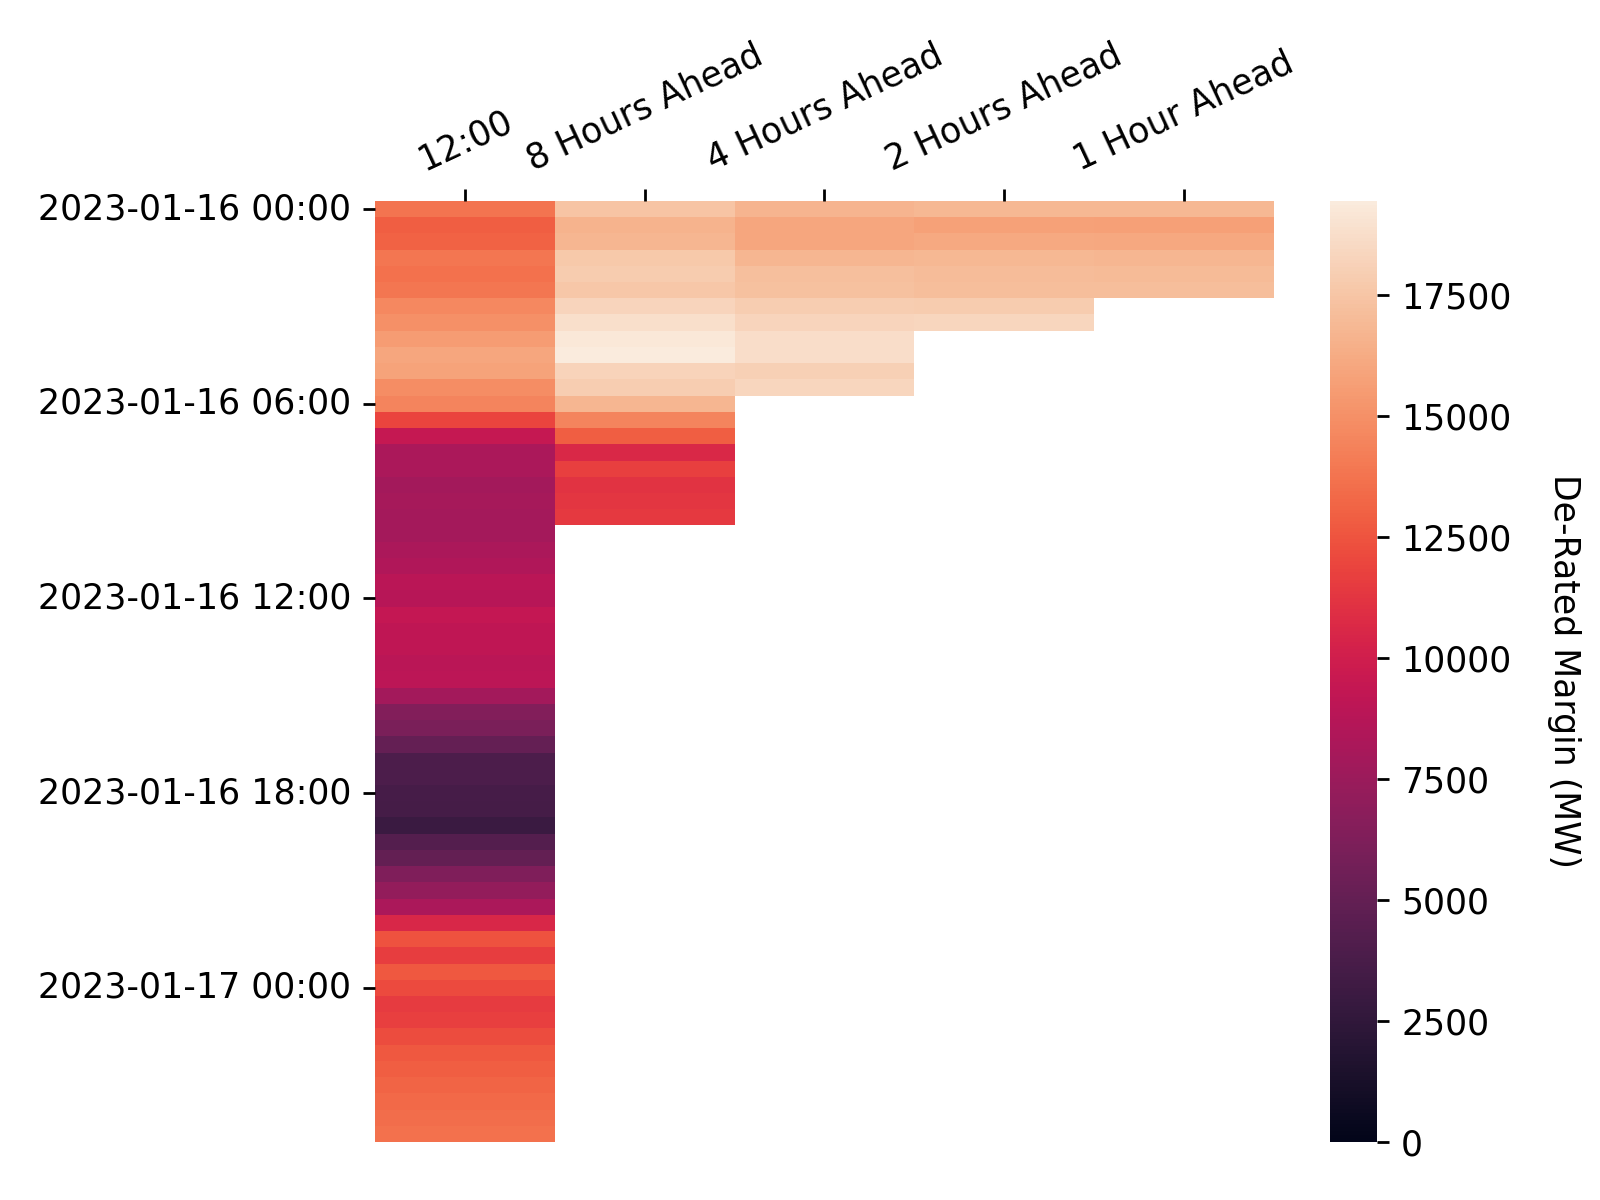 12:00
8 Hours Ahead
4 Hours Ahead
2 Hours Ahead
1 Hour Ahead
2023-01-16 00:00
2023-01-16 06:00
2023-01-16 12:00
2023-01-16 18:00
2023-01-17 00:00
17500
15000
12500
10000
7500
5000
2500
0
De-Rated Margin (MW)